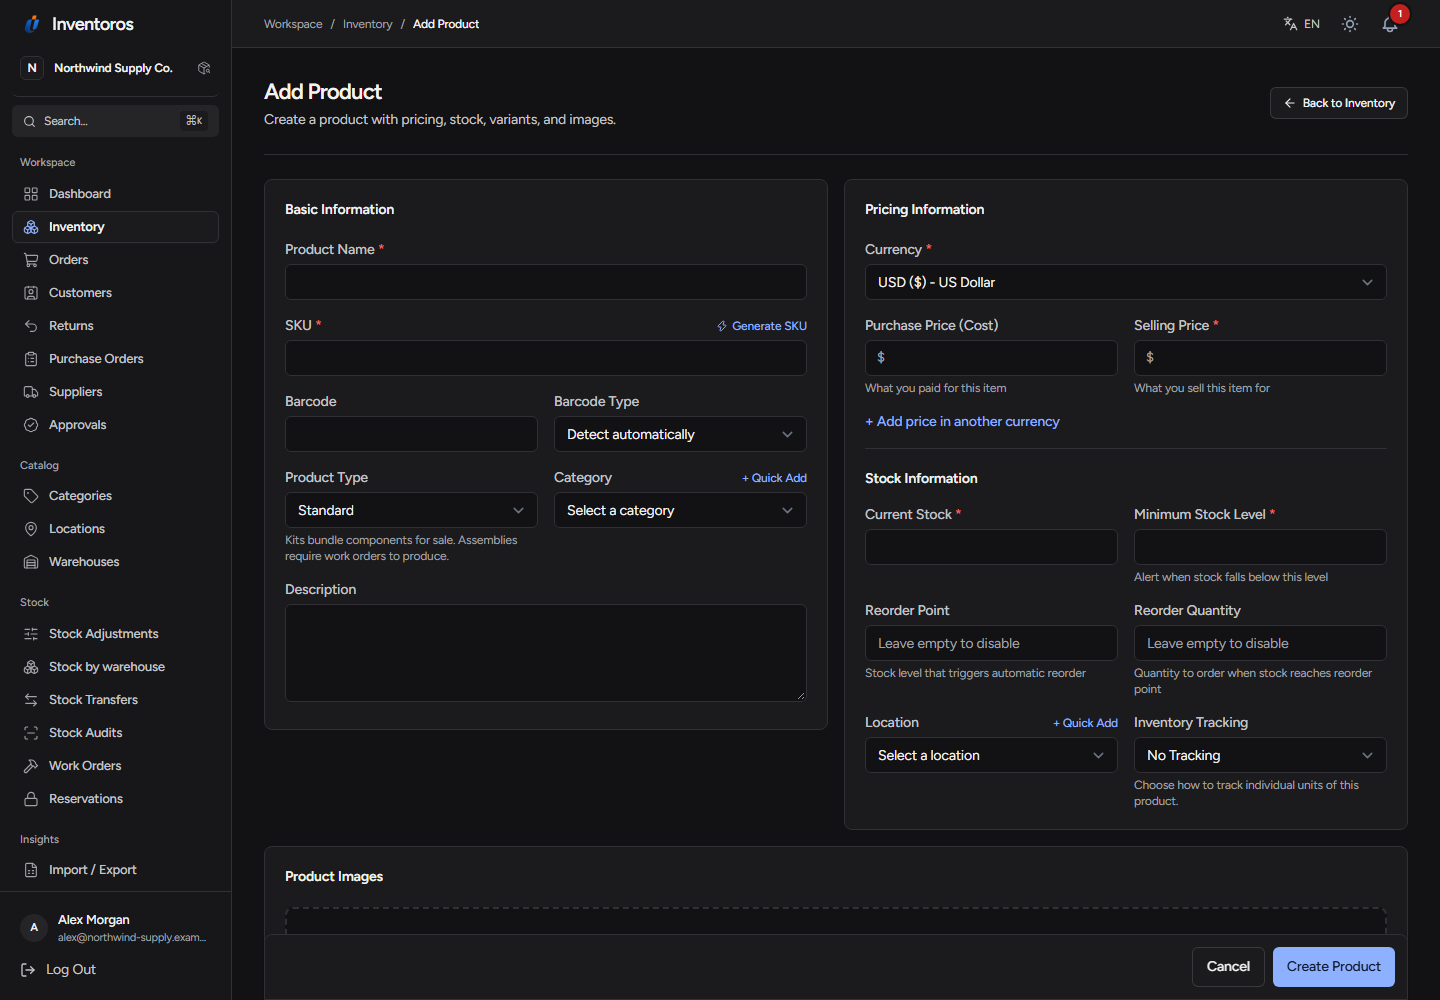 Inventoros
N Northwind Supply Co.
Search... ⌘K
Workspace
Dashboard
Inventory
Orders
Customers
Returns
Purchase Orders
Suppliers
Approvals
Catalog
Categories
Locations
Warehouses
Stock
Stock Adjustments
Stock by warehouse
Stock Transfers
Stock Audits
Work Orders
Reservations
Insights
Import / Export
A Alex Morgan
alex@northwind-supply.exam...
Log Out
Workspace / Inventory / Add Product
EN
1
Add Product
Create a product with pricing, stock, variants, and images.
Back to Inventory
Basic Information
Product Name *
SKU * Generate SKU
Barcode Barcode Type
Detect automatically
Product Type Category + Quick Add
Standard Select a category
Kits bundle components for sale. Assemblies
require work orders to produce.
Description
Pricing Information
Currency *
USD ($) - US Dollar
Purchase Price (Cost) Selling Price *
$ $
What you paid for this item What you sell this item for
+ Add price in another currency
Stock Information
Current Stock * Minimum Stock Level *
Alert when stock falls below this level
Reorder Point Reorder Quantity
Leave empty to disable Leave empty to disable
Stock level that triggers automatic reorder Quantity to order when stock reaches reorder
point
Location + Quick Add Inventory Tracking
Select a location No Tracking
Choose how to track individual units of this
product.
Product Images
Cancel Create Product